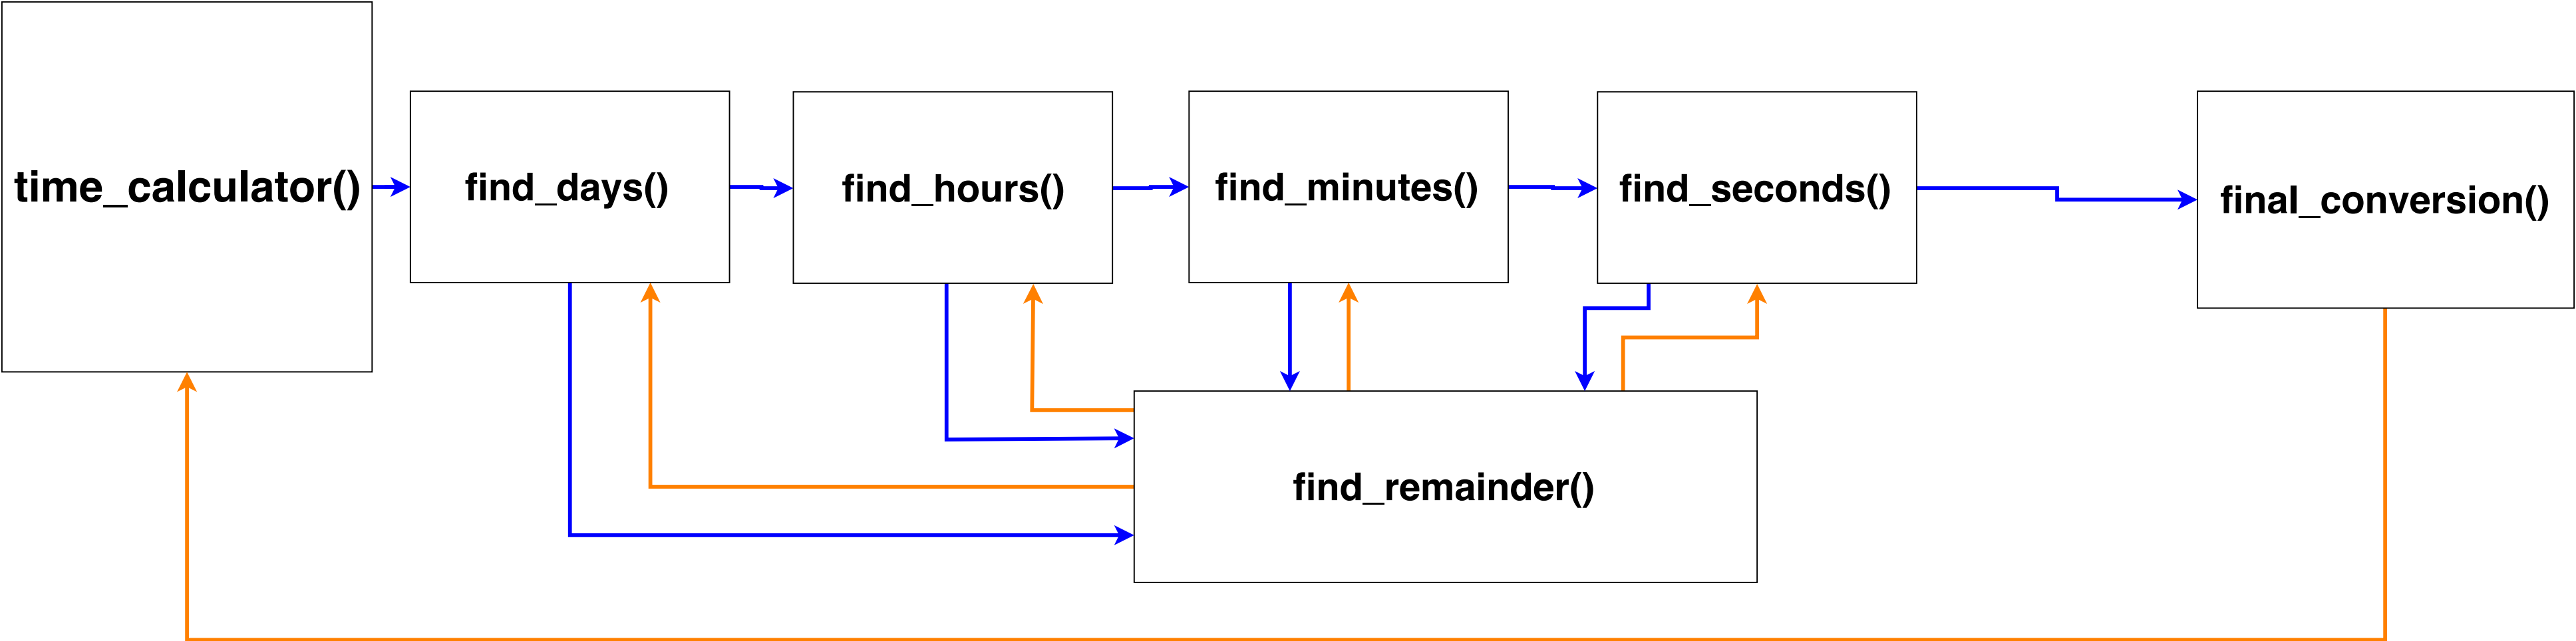 time_calculator()
find_days()
find_hours()
find_minutes()
find_seconds()
final_conversion()
find_remainder()